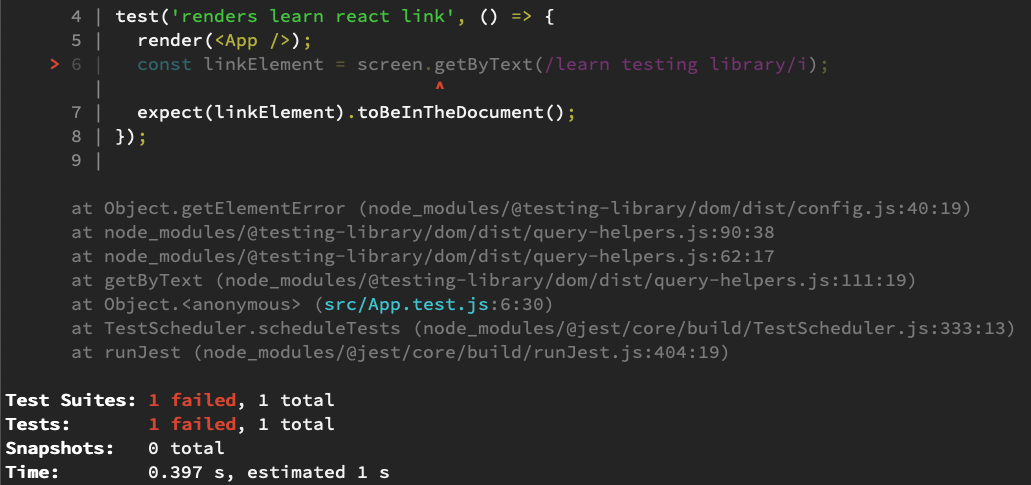 4 | test('renders learn react link', () => {
5 |   render(<App />);
> 6 |   const linkElement = screen.getByText(/learn testing library/i);
|                              ^
7 |   expect(linkElement).toBeInTheDocument();
8 | });
9 |
at Object.getElementError (node_modules/@testing-library/dom/dist/config.js:40:19)
at node_modules/@testing-library/dom/dist/query-helpers.js:90:38
at node_modules/@testing-library/dom/dist/query-helpers.js:62:17
at getByText (node_modules/@testing-library/dom/dist/query-helpers.js:111:19)
at Object.<anonymous> (src/App.test.js:6:30)
at TestScheduler.scheduleTests (node_modules/@jest/core/build/TestScheduler.js:333:13)
at runJest (node_modules/@jest/core/build/runJest.js:404:19)
Test Suites: 1 failed, 1 total
Tests:       1 failed, 1 total
Snapshots:   0 total
Time:        0.397 s, estimated 1 s